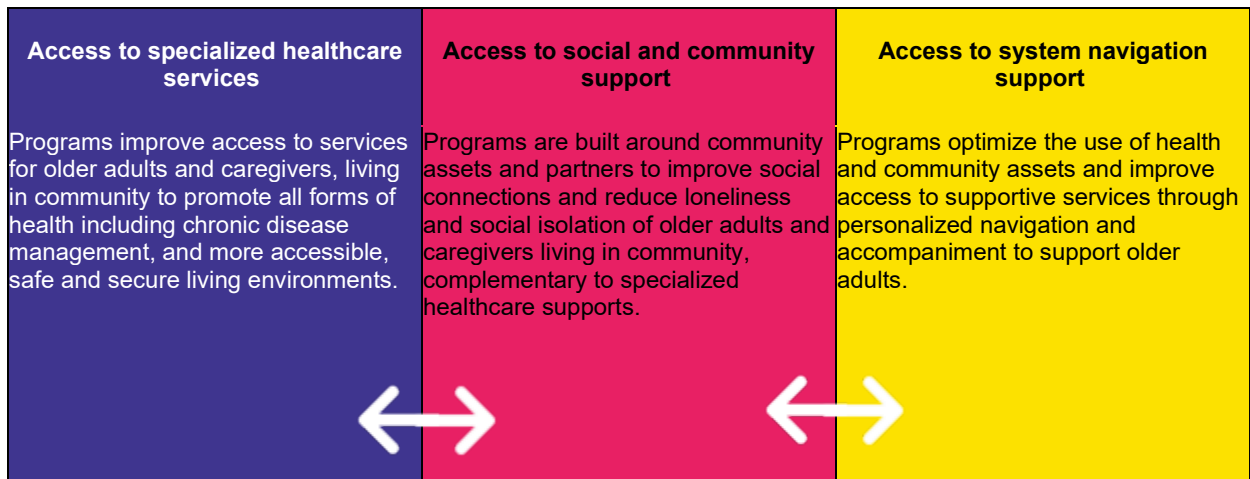 Access to specialized healthcare
services
Programs improve access to services
for older adults and caregivers, living
in community to promote all forms of
health including chronic disease
management, and more accessible,
safe and secure living environments.
Access to social and community
support
Programs are built around community
assets and partners to improve social
connections and reduce loneliness
and social isolation of older adults and
caregivers living in community,
complementary to specialized
healthcare supports.
Access to system navigation
support
Programs optimize the use of health
and community assets and improve
access to supportive services through
personalized navigation and
accompaniment to support older
adults.